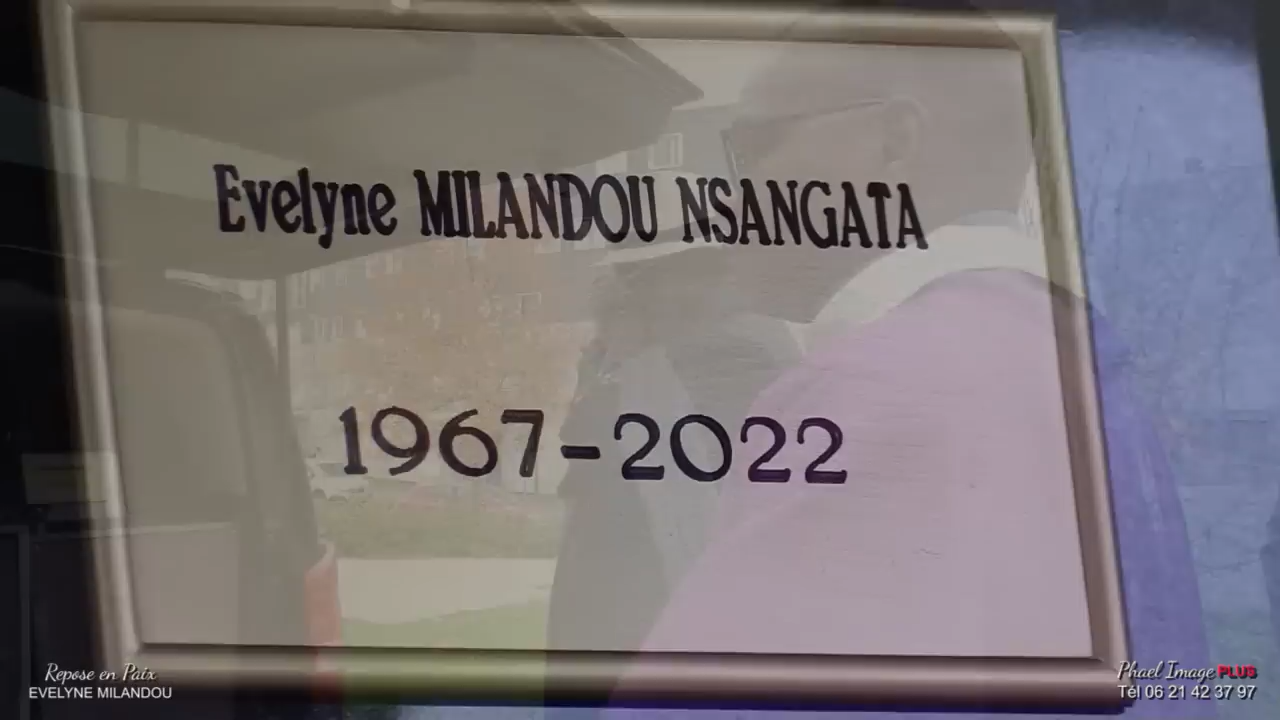 Evelyne MILANDOU NSANGATA
1967-2022
Repose en Paix
EVELYNE MILANDOU
Phael Image PLUS
Tél 06 21 42 37 97